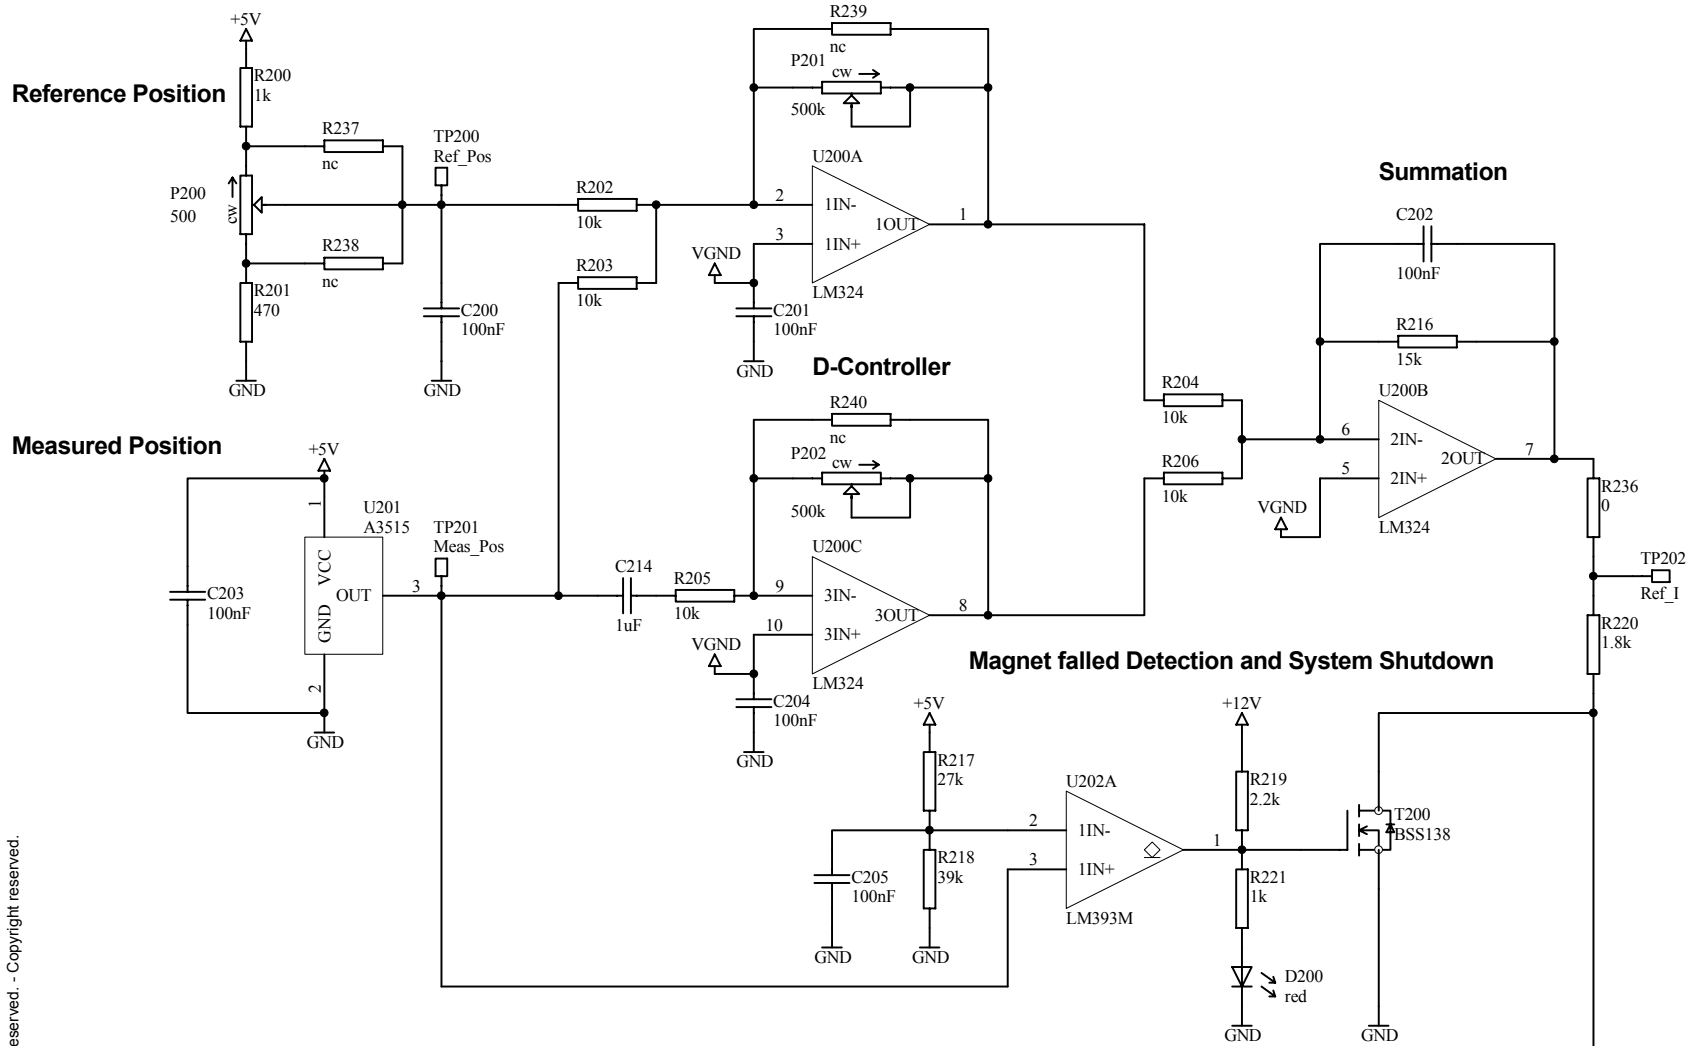 Reference Position
+5V
R200
1k
R237
nc
P200
500
cw
R238
nc
R201
470
GND
TP200
Ref_Pos
C200
100nF
GND
R202
10k
R203
10k
R239
nc
P201
cw
500k
U200A
2
1IN-
3
1IN+
1OUT
1
LM324
VGND
C201
100nF
GND
Summation
C202
100nF
R216
15k
R204
10k
R206
10k
U200B
6
2IN-
5
2IN+
2OUT
7
LM324
VGND
R236
0
TP202
Ref_I
R220
1.8k
Measured Position
+5V
1
U201
A3515
VCC
GND
OUT
3
2
C203
100nF
GND
TP201
Meas_Pos
D-Controller
R240
nc
P202
cw
500k
C214
1uF
R205
10k
U200C
9
3IN-
10
3IN+
3OUT
8
LM324
VGND
C204
100nF
GND
Magnet falled Detection and System Shutdown
+5V
R217
27k
R218
39k
C205
100nF
GND
GND
U202A
2
1IN-
3
1IN+
1
LM393M
+12V
R219
2.2k
R221
1k
D200
red
GND
T200
BSS138
GND
eserved. - Copyright reserved.